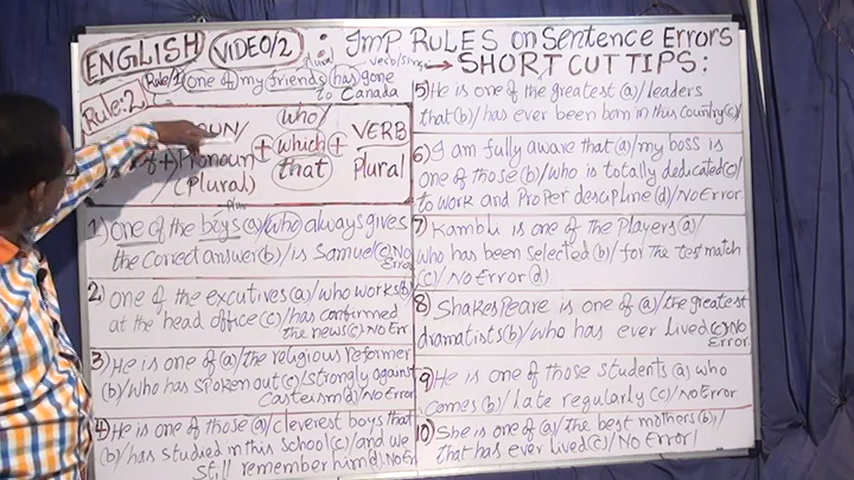 ENGLISH VIDEO/2 : IMP RULES on Sentence Errors
SHORT CUT TIPS:
plural verb/sing
Rule/1 one of my friends has gone
to Canada
Rule:2
who/
which
that
+ +
VERB
Plural
of + Pronoun
(Plural)
plu
1) one of the boys (a)/who always gives
the correct answer(b)/is Samuel(c).No
Error
2) one of the excutives(a)/who works(b)
at the head office(c)/has confirmed
the news(c).No Err
3) He is one of (a)/the religious reformer
(b)/who has spoken out(c)/strongly against
Casteism(d)/No Error
4) He is one of those (a)/cleverest boys that
(b)/has studied in this school(c)/and we
still remember him(d).No Er
5) He is one of the greatest (a)/leaders
that(b)/has ever been born in this country(c)
6) I am fully aware that (a)/my boss is
one of those(b)/who is totally dedicated(c)/
to work and Proper descipline(d)/No Error.
7) Kamblu is one of the Players(a)/
who has been selected(b)/for The test match
(c)/No Error(d)
8) Shakespeare is one of (a)/the greatest
dramatists(b)/who has ever lived(c).No
Error.
9) He is one of those students (a) who
comes (b)/late regularly (c)/No Error.
10) She is one of (a)/the best mothers(b)/
that has ever Lived(c)/No Error/